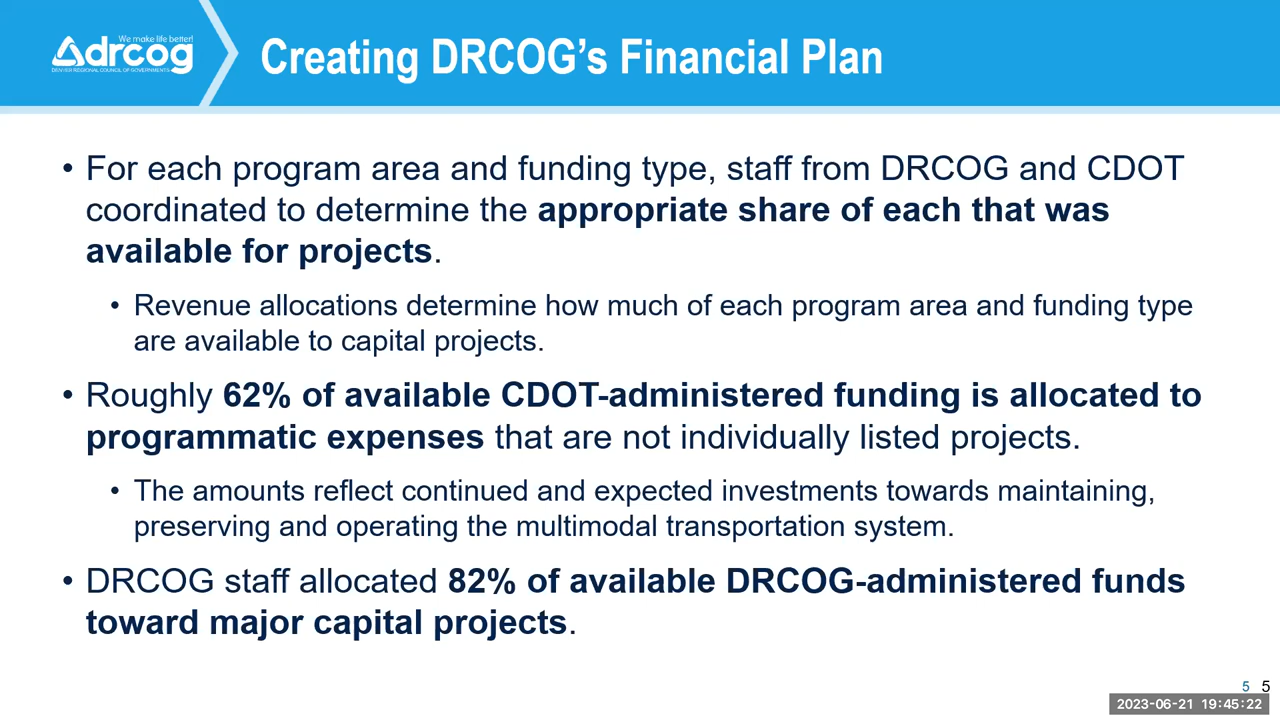 We make life better!
drcog
DENVER REGIONAL COUNCIL OF GOVERNMENTS
Creating DRCOG's Financial Plan
• For each program area and funding type, staff from DRCOG and CDOT
coordinated to determine the appropriate share of each that was
available for projects.
• Revenue allocations determine how much of each program area and funding type
are available to capital projects.
• Roughly 62% of available CDOT-administered funding is allocated to
programmatic expenses that are not individually listed projects.
• The amounts reflect continued and expected investments towards maintaining,
preserving and operating the multimodal transportation system.
• DRCOG staff allocated 82% of available DRCOG-administered funds
toward major capital projects.
5 5
2023-06-21 19:45:22